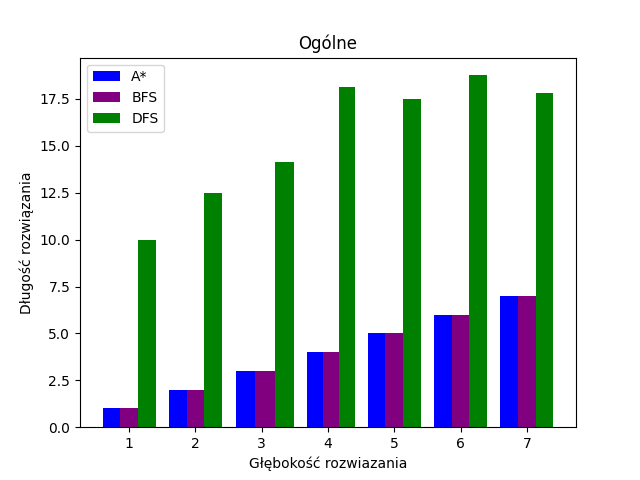 Ogólne
A*
BFS
DFS
Długość rozwiązania
17.5
15.0
12.5
10.0
7.5
5.0
2.5
0.0
1 2 3 4 5 6 7
Głębokość rozwiazania